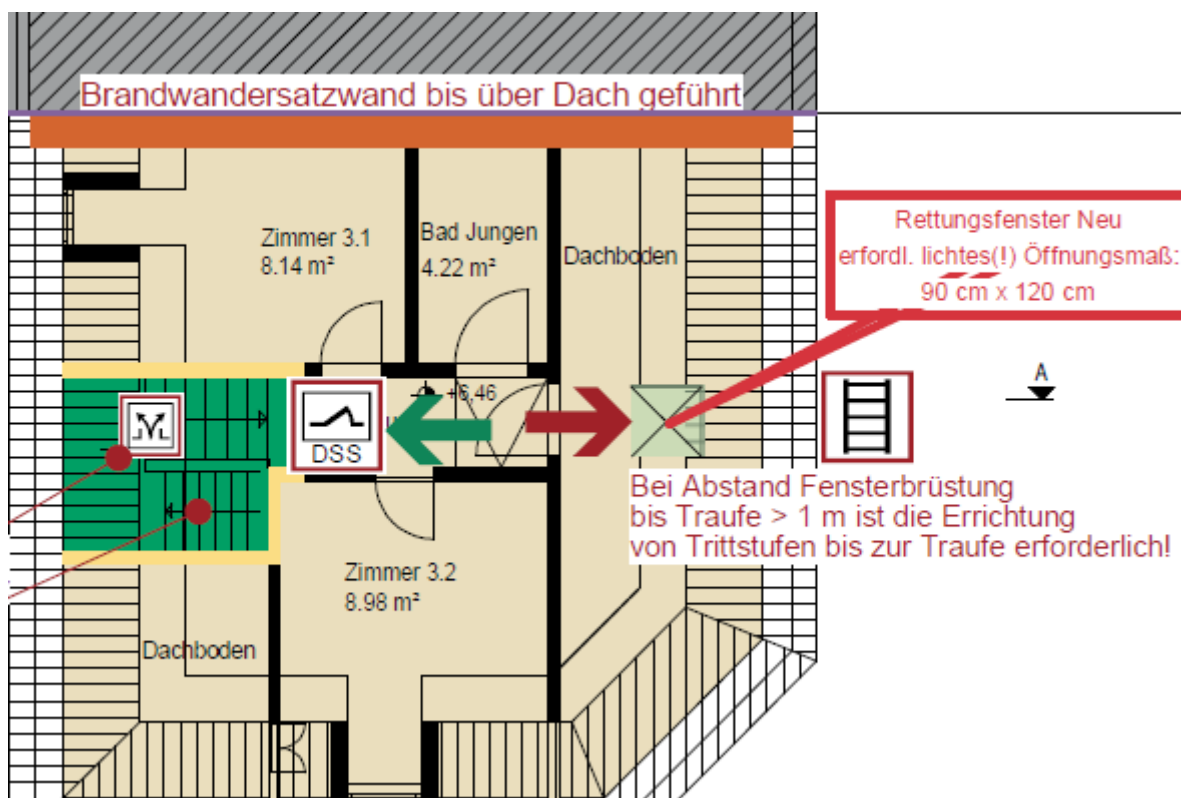 Brandwandersatzwand bis über Dach geführt
Zimmer 3.1
8.14 m²
Bad Jungen
4.22 m²
Dachboden
Rettungsfenster Neu
erfordl. lichtes(!) Öffnungsmaß:
90 cm x 120 cm
A
+6,46
DSS
Bei Abstand Fensterbrüstung
bis Traufe > 1 m ist die Errichtung
von Trittstufen bis zur Traufe erforderlich!
Zimmer 3.2
8.98 m²
Dachboden